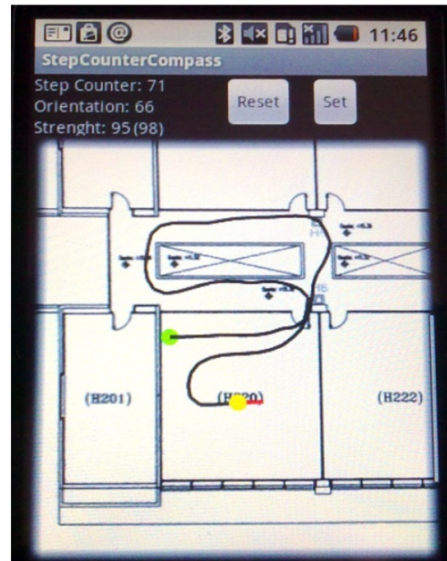 11:46
StepCounterCompass
Step Counter: 71
Orientation: 66
Strenght: 95(98)
Reset
Set
(H201)
(H222)